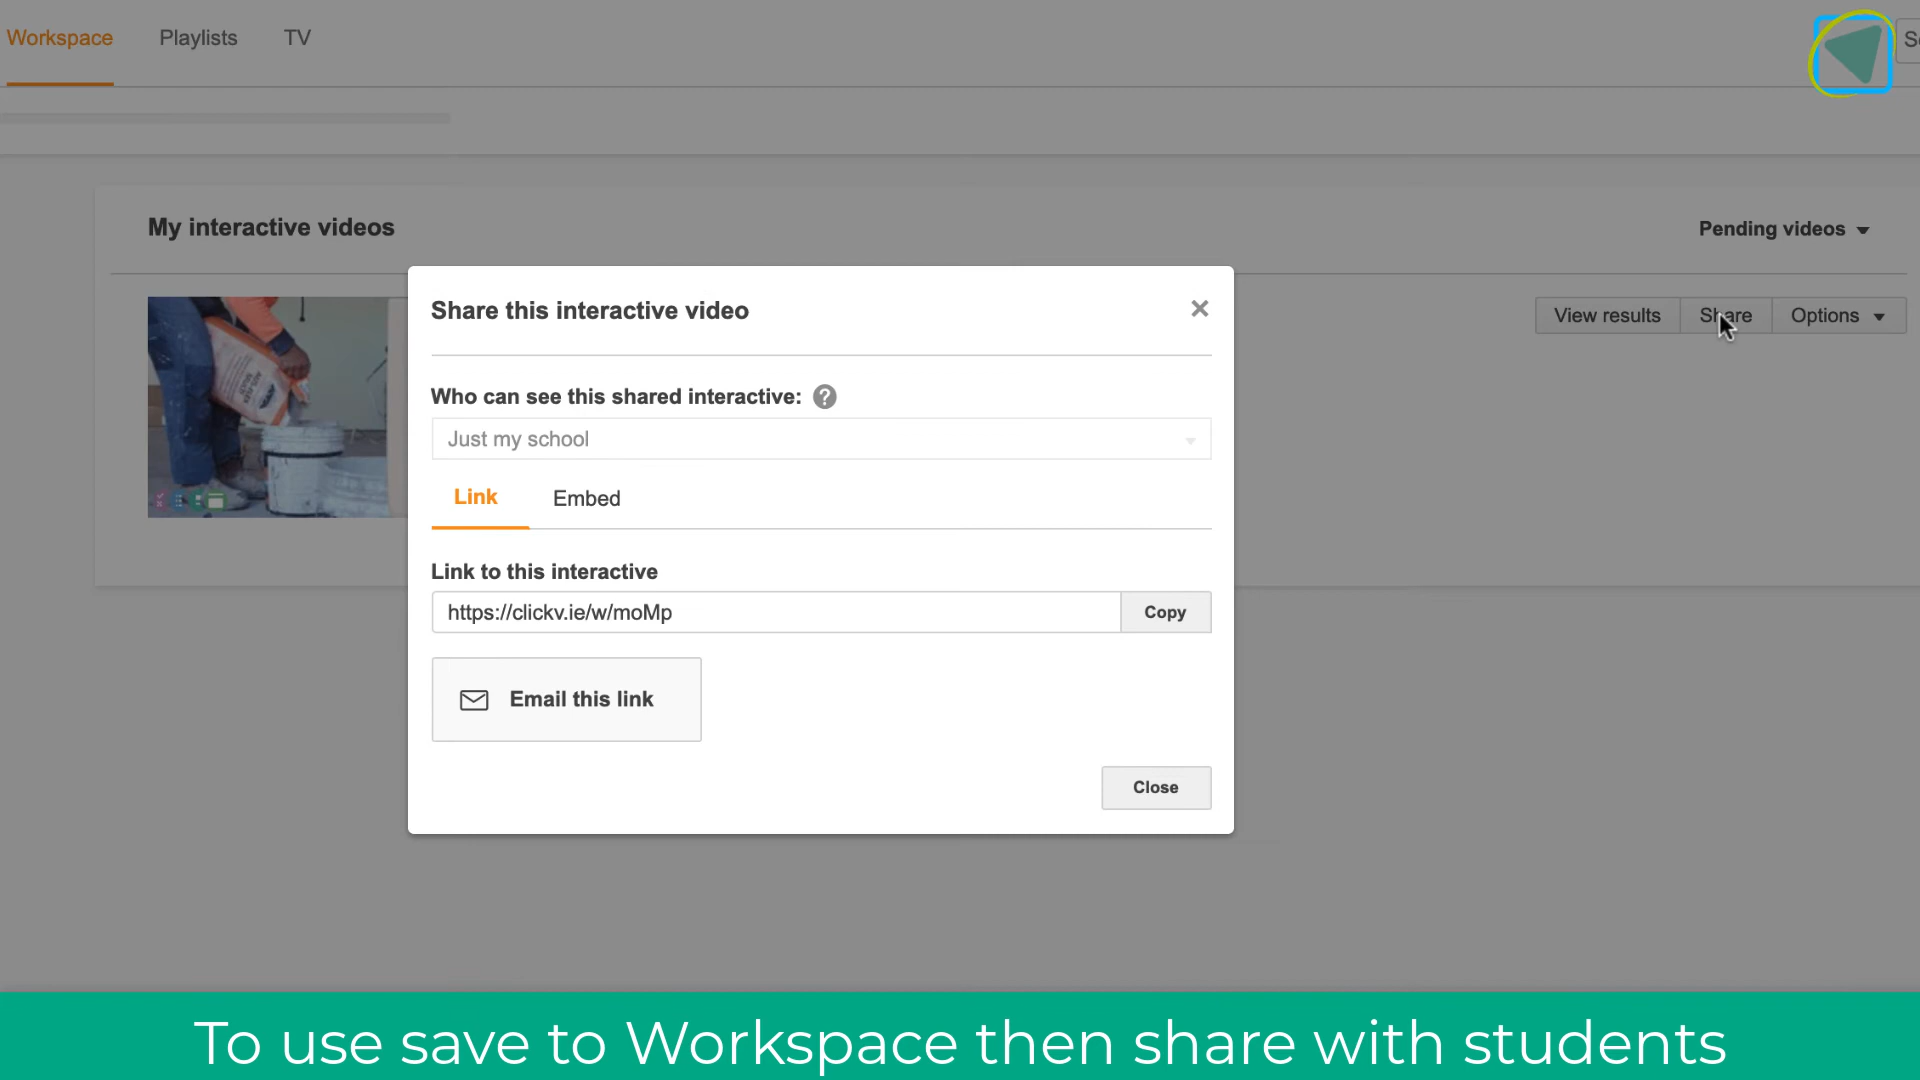 Workspace
Playlists
TV
My interactive videos
Pending videos
View results
Share
Options
Share this interactive video
Who can see this shared interactive:
Just my school
Link
Embed
Link to this interactive
https://clickv.ie/w/moMp
Copy
Email this link
Close
To use save to Workspace then share with students